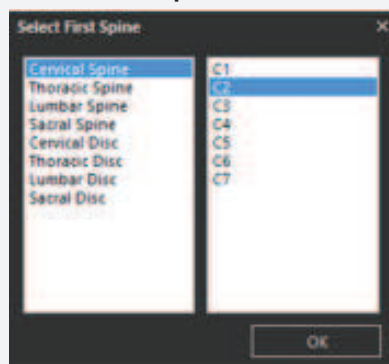 Select First Spine
Cervical Spine
Thoracic Spine
Lumbar Spine
Sacral Spine
Cervical Disc
Thoracic Disc
Lumbar Disc
Sacral Disc
C1
C2
C3
C4
C5
C6
C7
OK